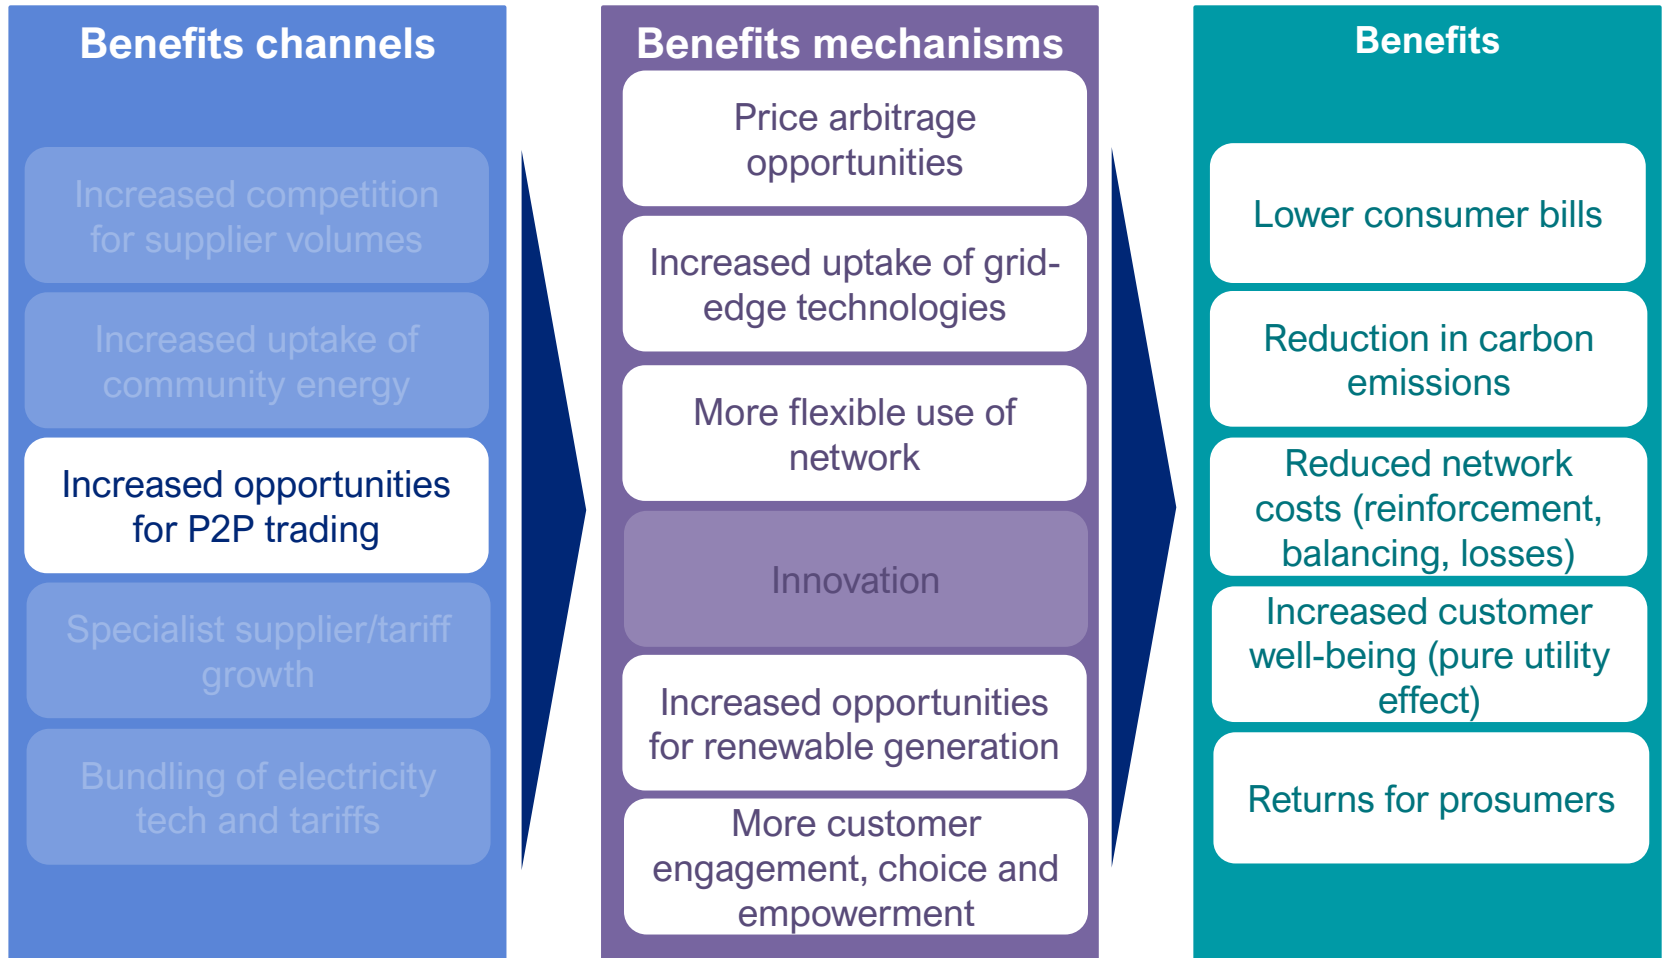 Benefits channels
Increased competition
for supplier volumes
Increased uptake of
community energy
Increased opportunities
for P2P trading
Specialist supplier/tariff
growth
Bundling of electricity
tech and tariffs
Benefits mechanisms
Price arbitrage
opportunities
Increased uptake of grid-
edge technologies
More flexible use of
network
Innovation
Increased opportunities
for renewable generation
More customer
engagement, choice and
empowerment
Benefits
Lower consumer bills
Reduction in carbon
emissions
Reduced network
costs (reinforcement,
balancing, losses)
Increased customer
well-being (pure utility
effect)
Returns for prosumers